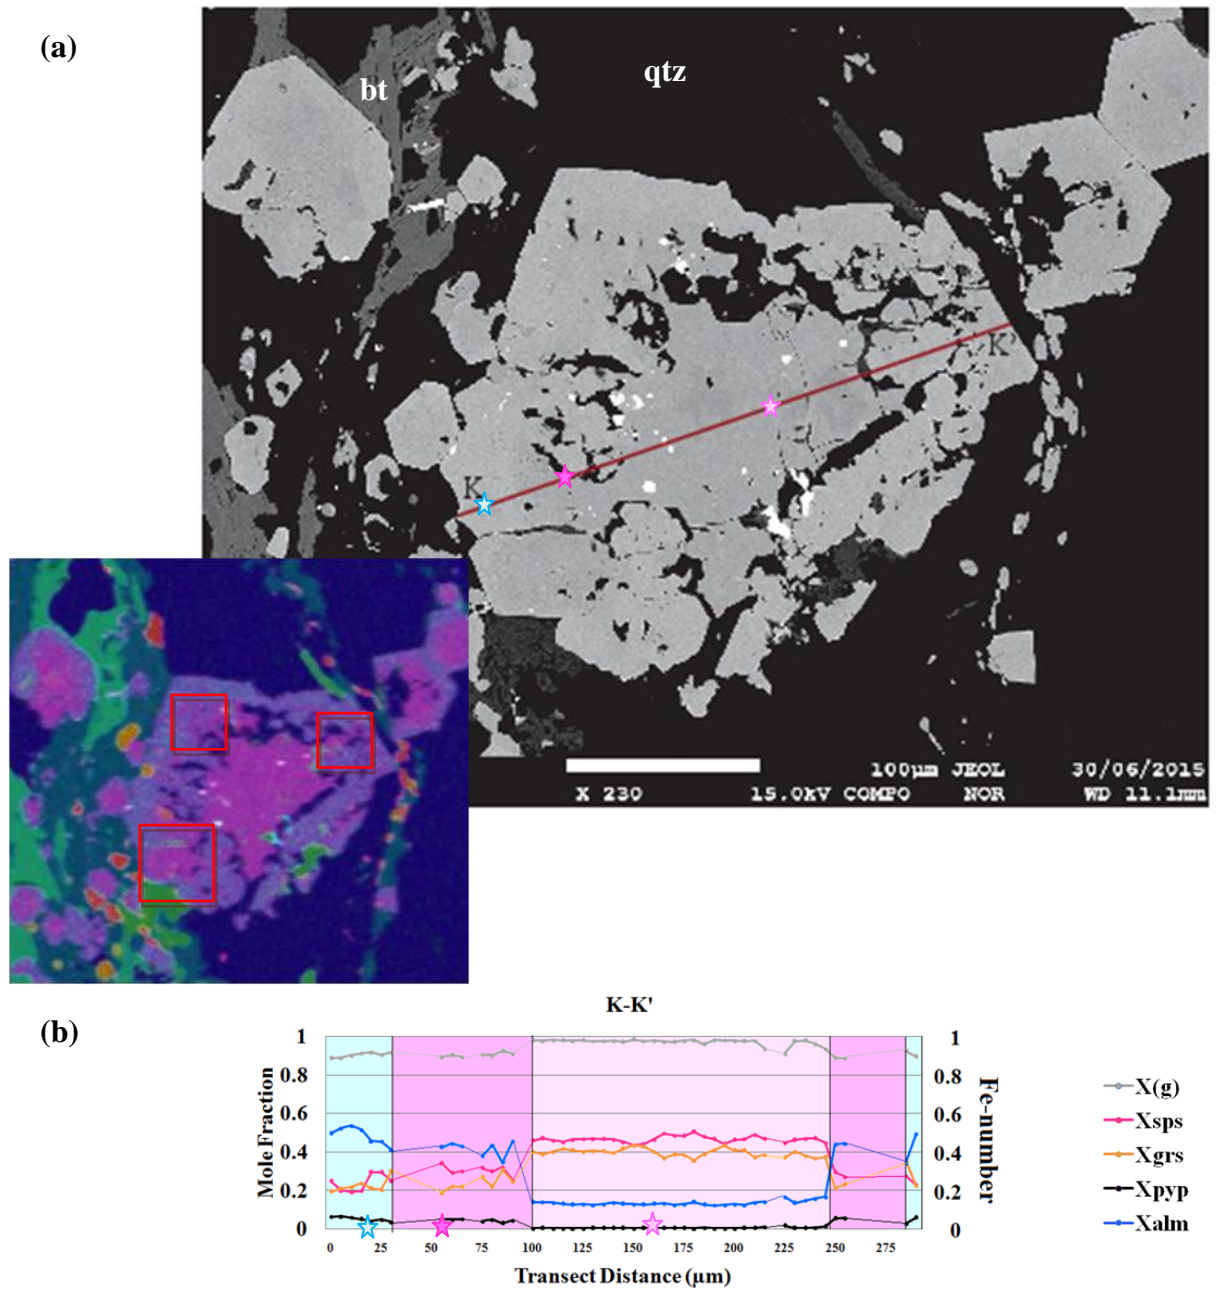 (a)
bt
qtz
K
K'
100μm JEOL 30/06/2015
X 230 15.0kV COMPO NOR WD 11.1mm
(b)
K-K'
1
0.8
0.6
0.4
0.2
0
Mole Fraction
1
0.8
0.6
0.4
0.2
0
Fe-number
0 25 50 75 100 125 150 175 200 225 250 275
Transect Distance (μm)
X(g)
Xsps
Xgrs
Xpyp
Xalm